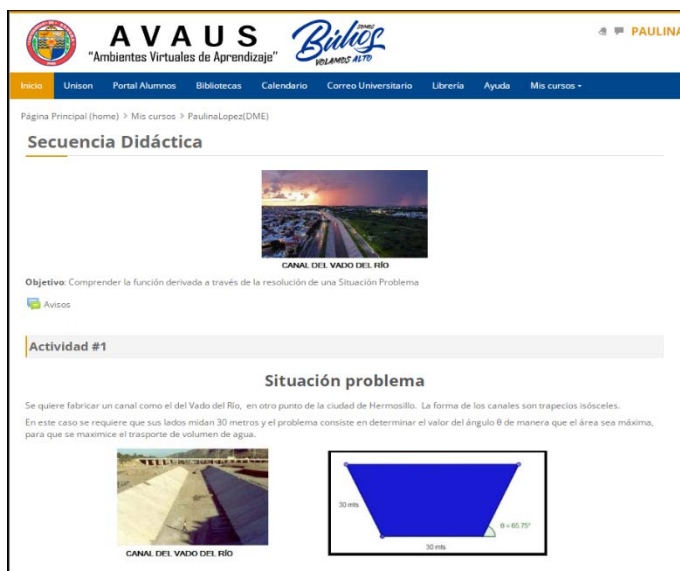 AVAUS
"Ambientes Virtuales de Aprendizaje"
SOMOS
Búhos
VOLAMOS ALTO
PAULINA
Inicio Unison Portal Alumnos Bibliotecas Calendario Correo Universitario Librería Ayuda Mis cursos
Página Principal (home) > Mis cursos > PaulinaLopez(DME)
Secuencia Didáctica
CANAL DEL VADO DEL RÍO
Objetivo: Comprender la función derivada a través de la resolución de una Situación Problema
Avisos
Actividad #1
Situación problema
Se quiere fabricar un canal como el del Vado del Río, en otro punto de la ciudad de Hermosillo. La forma de los canales son trapecios isósceles.
En este caso se requiere que sus lados midan 30 metros y el problema consiste en determinar el valor del ángulo θ de manera que el área sea máxima,
para que se maximice el trasporte de volumen de agua.
30 mts
θ = 65.75°
30 mts
CANAL DEL VADO DEL RÍO